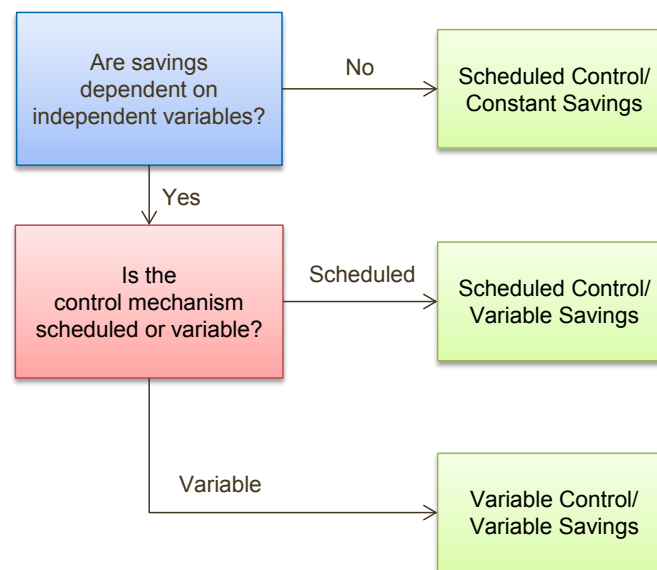 Are savings
dependent on
independent variables?
No
Scheduled Control/
Constant Savings
Yes
Is the
control mechanism
scheduled or variable?
Scheduled
Scheduled Control/
Variable Savings
Variable
Variable Control/
Variable Savings